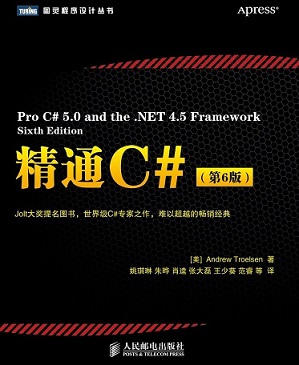 TURING 图灵程序设计丛书
Apress®
Pro C# 5.0 and the .NET 4.5 Framework
Sixth Edition
精通C#（第6版）
Jolt大奖提名图书，世界级C#专家之作，难以超越的畅销经典
[美] Andrew Troelsen 著
姚琪琳 朱晔 肖逵 张大磊 王少葵 范睿 等 译
人民邮电出版社
POSTS & TELECOM PRESS